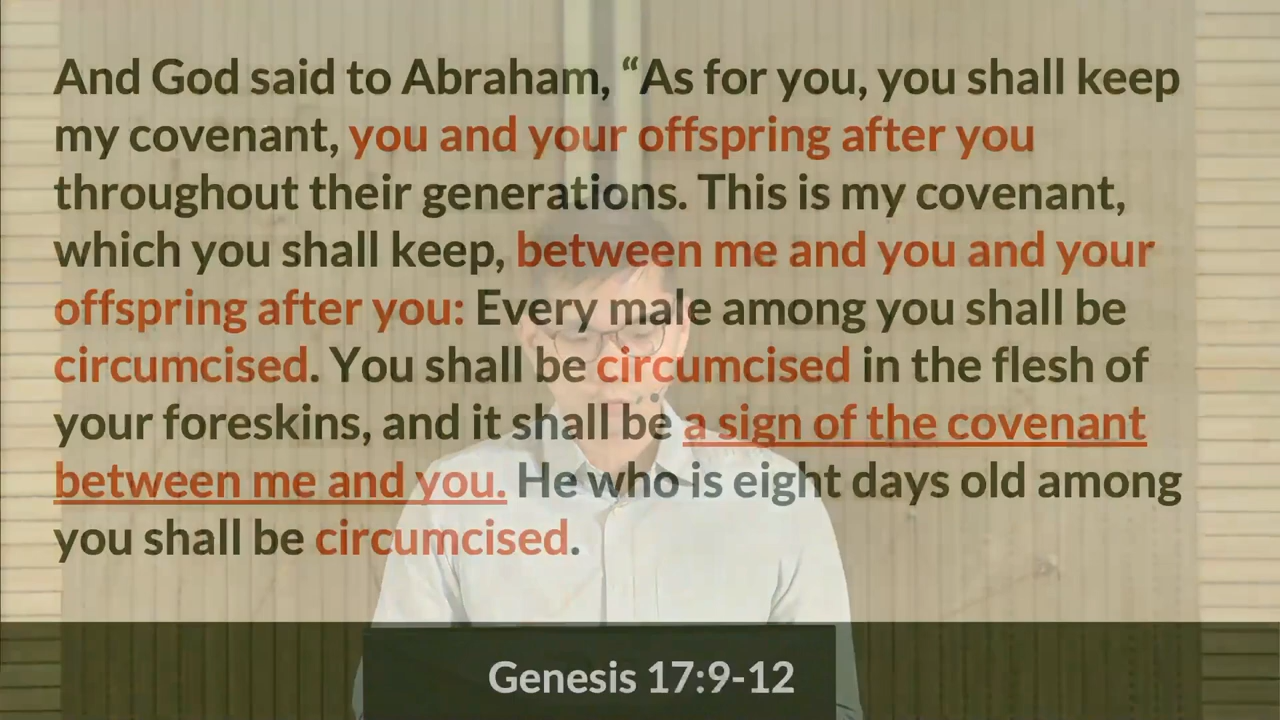 And God said to Abraham, “As for you, you shall keep
my covenant, you and your offspring after you
throughout their generations. This is my covenant,
which you shall keep, between me and you and your
offspring after you: Every male among you shall be
circumcised. You shall be circumcised in the flesh of
your foreskins, and it shall be a sign of the covenant
between me and you. He who is eight days old among
you shall be circumcised.
Genesis 17:9-12